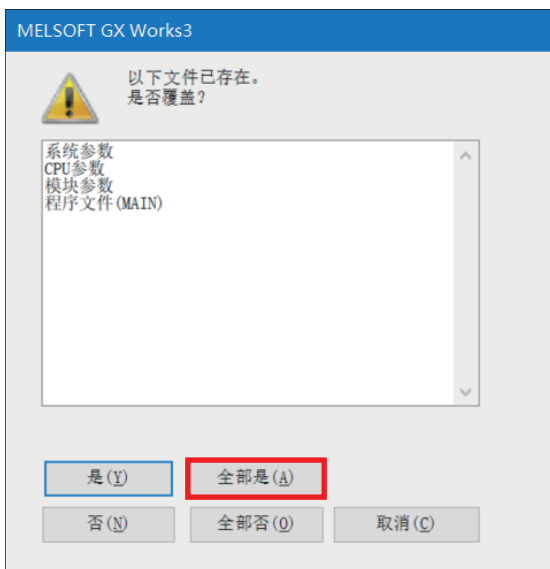 MELSOFT GX Works3
以下文件已存在。
是否覆盖?
系统参数
CPU参数
模块参数
程序文件(MAIN)
是(Y) 全部是(A)
否(N) 全部否(O) 取消(C)